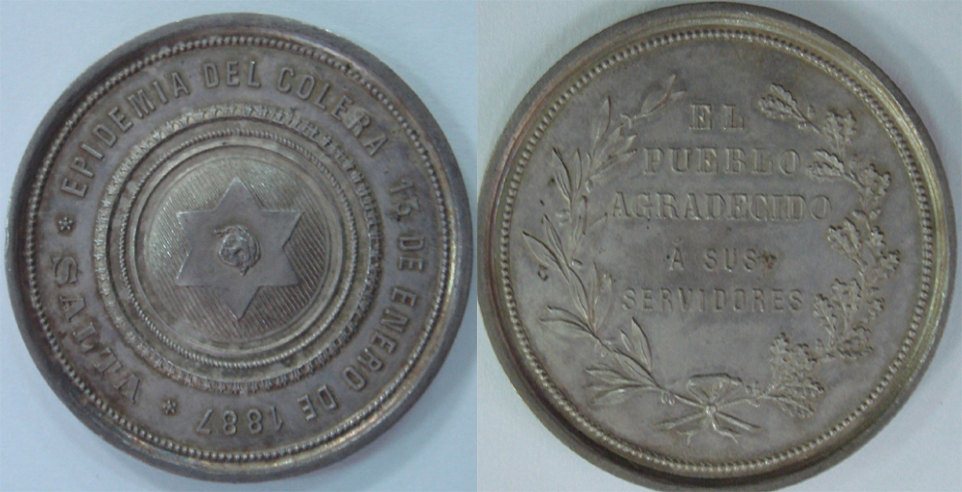 * EPIDEMIA DEL COLERA 13 DE ENERO DE 1887 * SALTA
EL
PUEBLO
AGRADECIDO
Á SUS
SERVIDORES